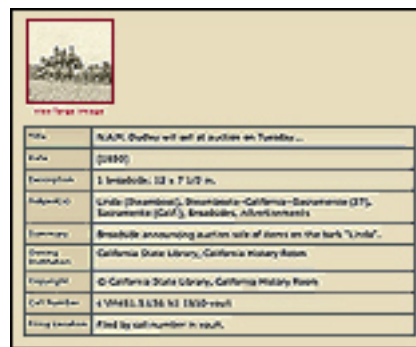 view large image
Title N.A.M. Dudley will sell at auction on Tuesday...
Date [1850]
Description 1 broadside; 12 x 7 1/2 in.
Subject(s) Linda (Steamboat), Steamboats-California-Sacramento
Sacramento (Calif.), Broadsides, Advertisements
Summary Broadside announcing auction sale of items on the bark "Linda".
Owning California State Library, California History Room
Institution
Copyright © California State Library, California History Room
Call Number vault
Filing Location Filed by call number in vault.